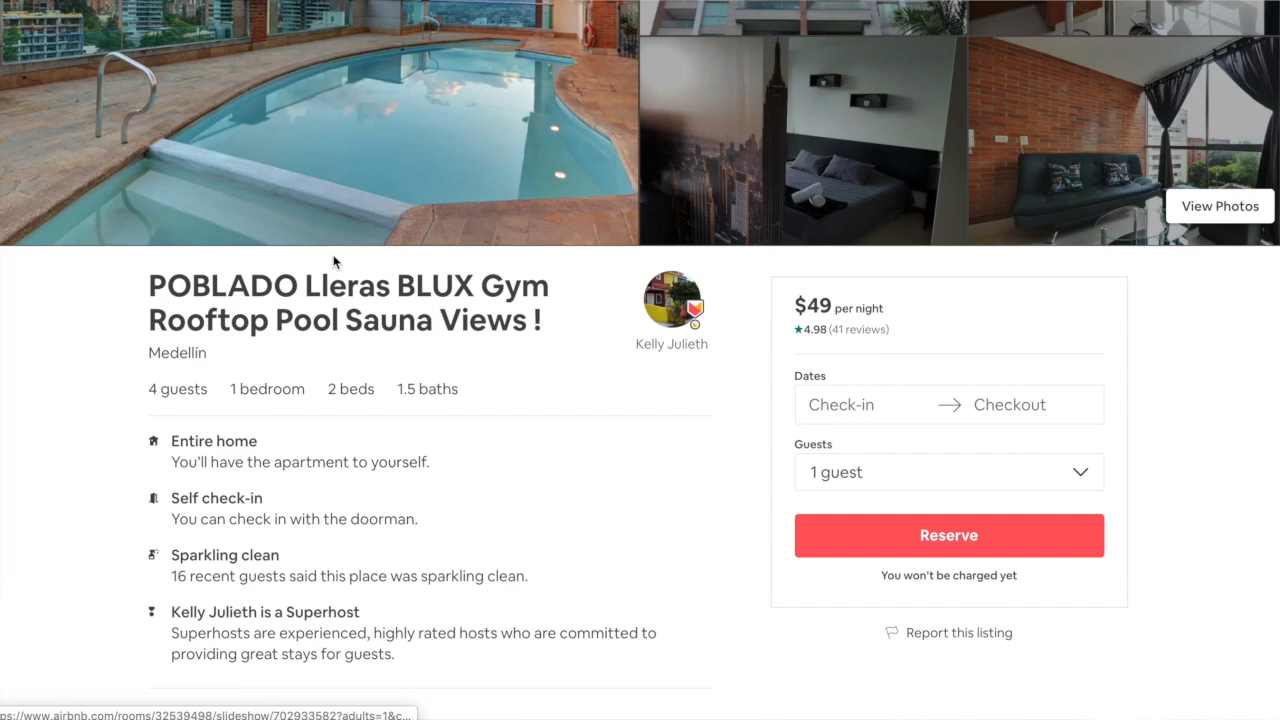 View Photos
POBLADO Lleras BLUX Gym
Rooftop Pool Sauna Views !
Kelly Julieth
Medellín
4 guests 1 bedroom 2 beds 1.5 baths
Entire home
You’ll have the apartment to yourself.
Self check-in
You can check in with the doorman.
Sparkling clean
16 recent guests said this place was sparkling clean.
Kelly Julieth is a Superhost
Superhosts are experienced, highly rated hosts who are committed to
providing great stays for guests.
$49 per night
★4.98 (41 reviews)
Dates
Check-in → Checkout
Guests
1 guest
Reserve
You won't be charged yet
Report this listing
ps://www.airbnb.com/rooms/32539498/slideshow/702933582?adults=1&c...